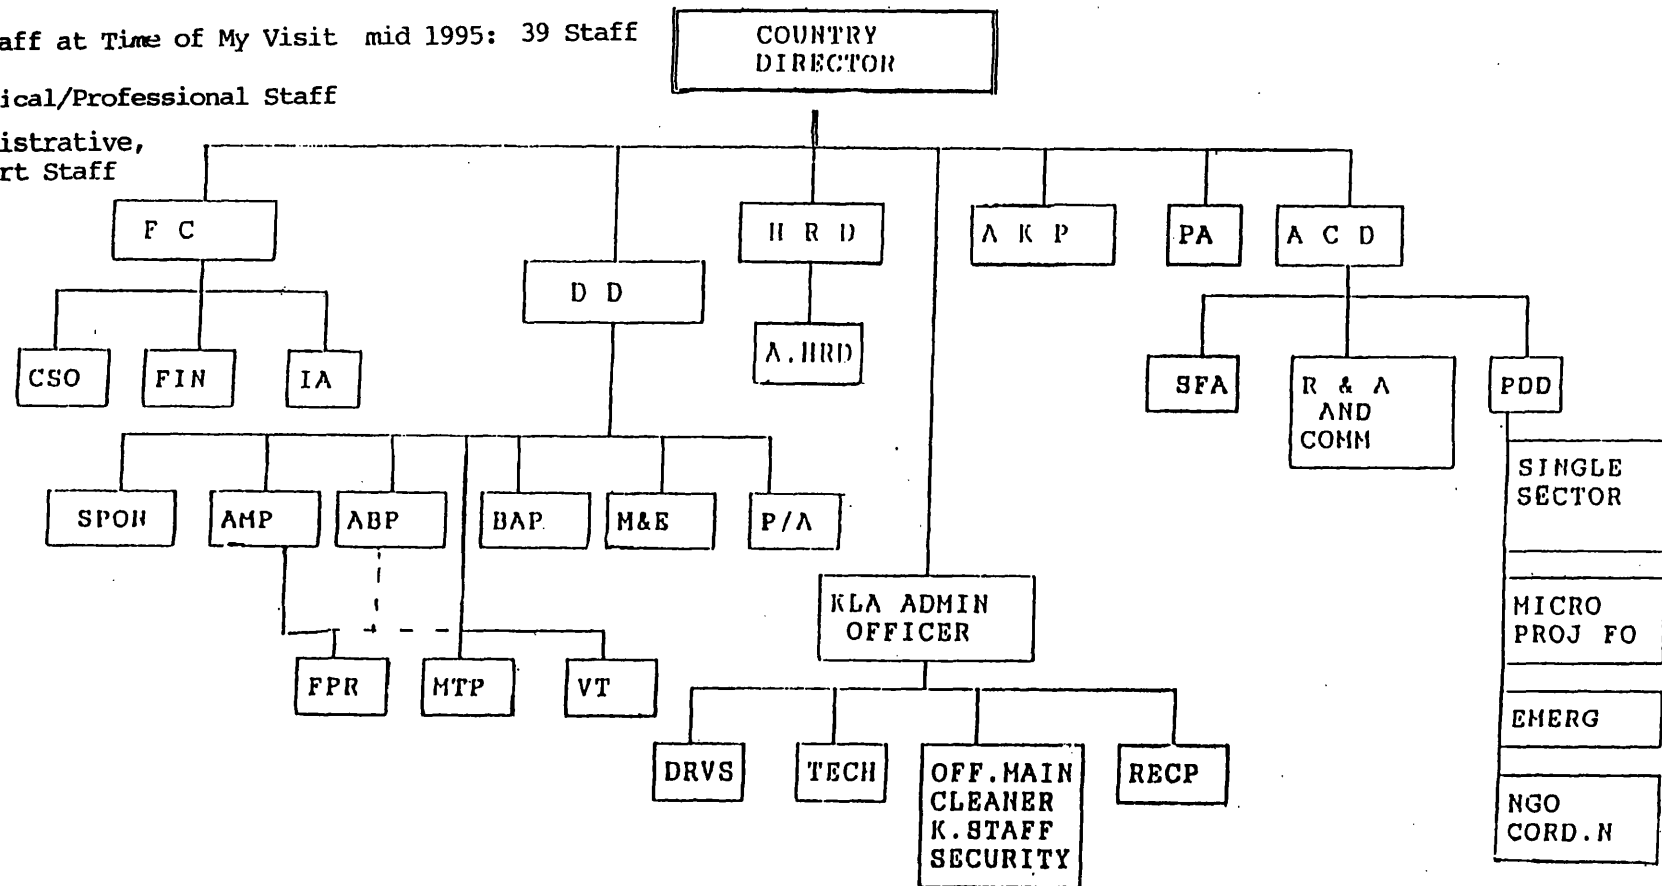 aff at Time of My Visit mid 1995: 39 Staff
ical/Professional Staff
istrative,
rt Staff
COUNTRY
DIRECTOR
F C
D D
H R D
A K P
PA
A C D
CSO
FIN
IA
A.HRD
SFA
R & A
AND
COMM
PDD
SINGLE
SECTOR
SPON
AMP
ABP
BAP
M&E
P/A
KLA ADMIN
OFFICER
MICRO
PROJ FO
FPR
MTP
VT
EMERG
DRVS
TECH
OFF.MAIN
CLEANER
K.STAFF
SECURITY
RECP
NGO
CORD.N